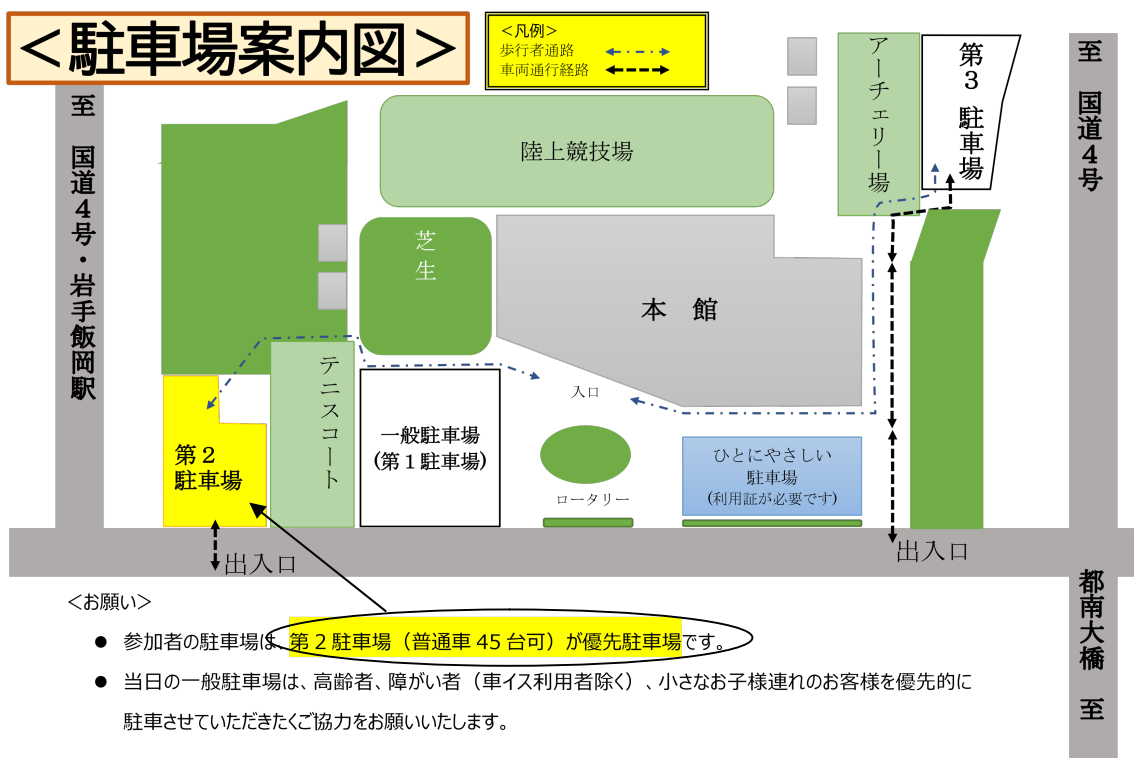 ＜駐車場案内図＞
＜凡例＞
歩行者通路
車両通行経路
至　国道４号・岩手飯岡駅
陸上競技場
アーチェリー場
第３ 駐車場
至　国道４号
芝生
本　館
テニスコート
入口
第２
駐車場
一般駐車場
(第１駐車場)
ロータリー
ひとにやさしい
駐車場
(利用証が必要です)
出入口
出入口
都南大橋　至
＜お願い＞
● 参加者の駐車場は、第２駐車場（普通車 45 台可）が優先駐車場です。
● 当日の一般駐車場は、高齢者、障がい者（車イス利用者除く）、小さなお子様連れのお客様を優先的に
駐車させていただきたくご協力をお願いいたします。